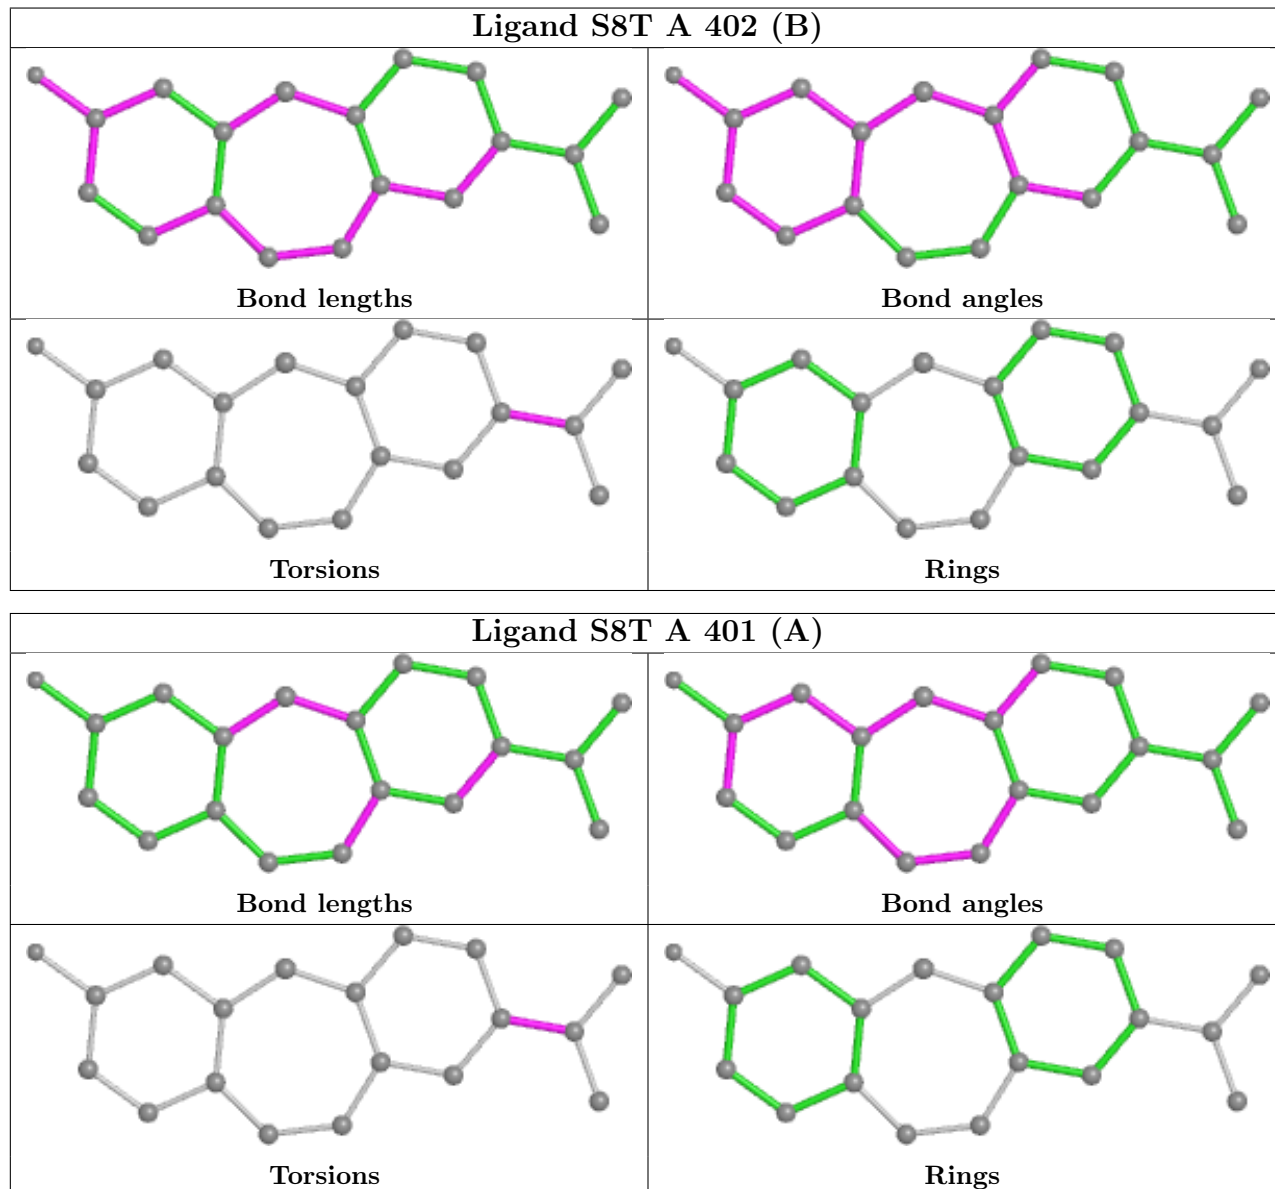 Ligand S8T A 402 (B)
Bond lengths
Bond angles
Torsions
Rings
Ligand S8T A 401 (A)
Bond lengths
Bond angles
Torsions
Rings